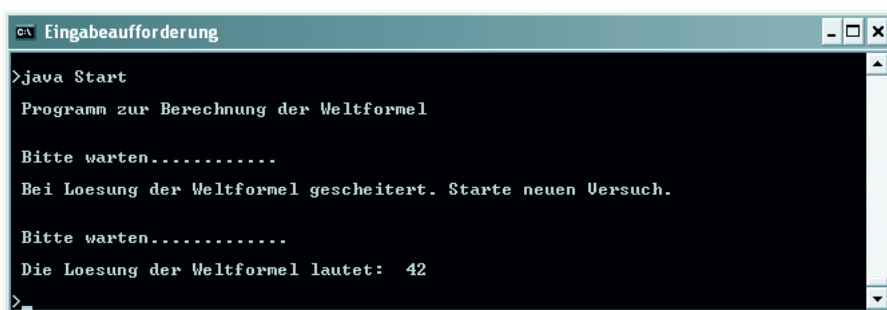 Eingabeaufforderung
>java Start
Programm zur Berechnung der Weltformel
Bitte warten............
Bei Loesung der Weltformel gescheitert. Starte neuen Versuch.
Bitte warten.............
Die Loesung der Weltformel lautet:  42
>_